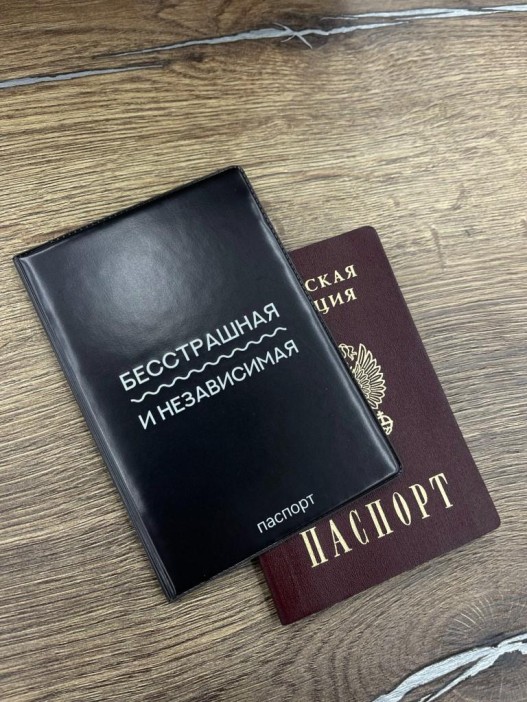 БЕССТРАШНАЯ
И НЕЗАВИСИМАЯ
паспорт
СКАЯ
ЦИЯ
ПАСПОРТ